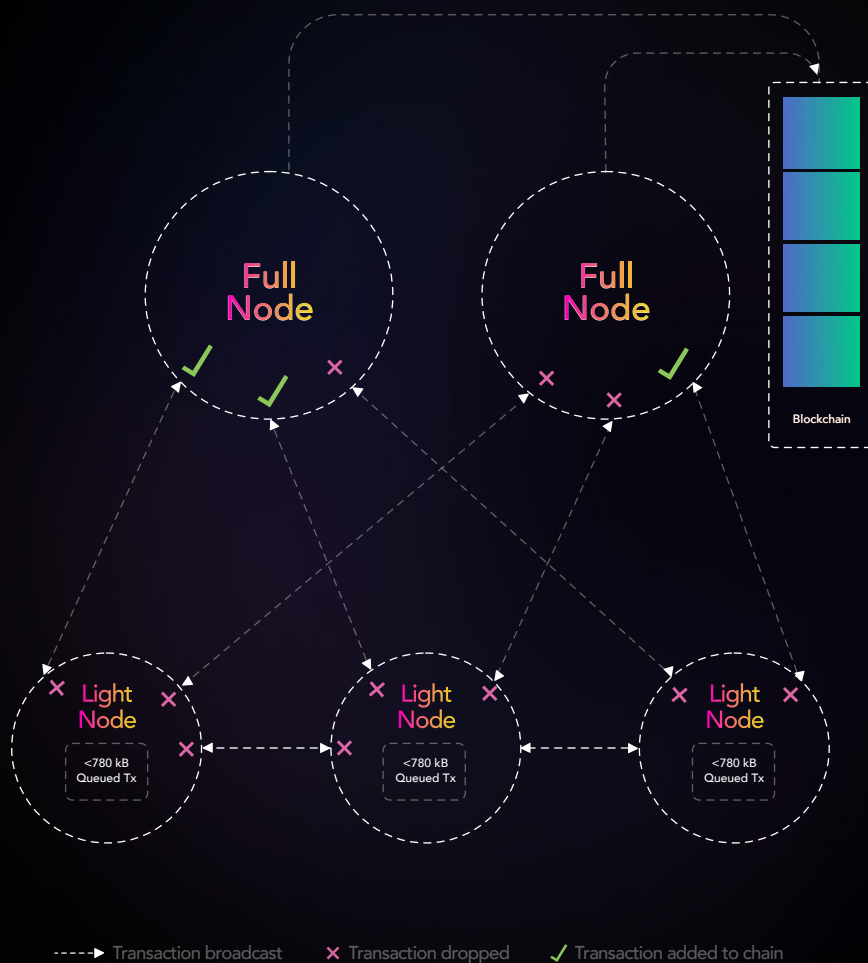 Full
Node
Full
Node
Blockchain
Light
Node
<780 kB
Queued Tx
Light
Node
<780 kB
Queued Tx
Light
Node
<780 kB
Queued Tx
Transaction broadcast
Transaction dropped
Transaction added to chain